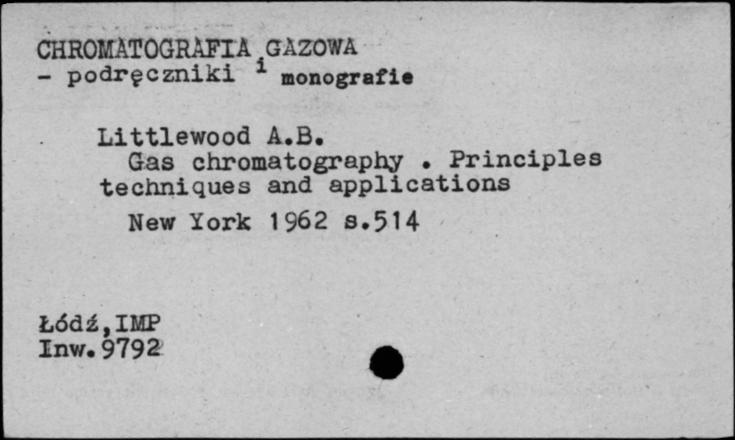 CHROMATOGRAFIA GAZOWA
- podręczniki i monografie
Littlewood A.B.
Gas chromatography . Principles
techniques and applications
New York 1962 s.514
Łódź,IMP
Inw.9792